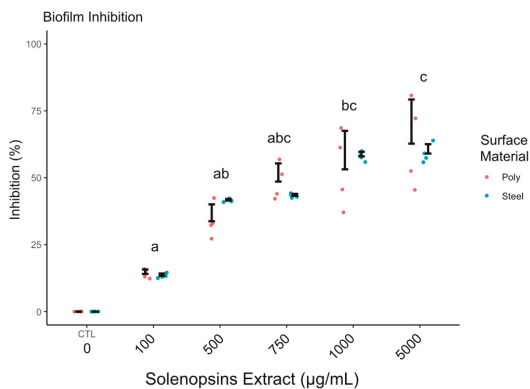 Biofilm Inhibition
100
75
50
25
0
Inhibition (%)
a
ab
abc
bc
c
Surface
Material
Poly
Steel
CTL
0
100
500
750
1000
5000
Solenopsins Extract (µg/mL)